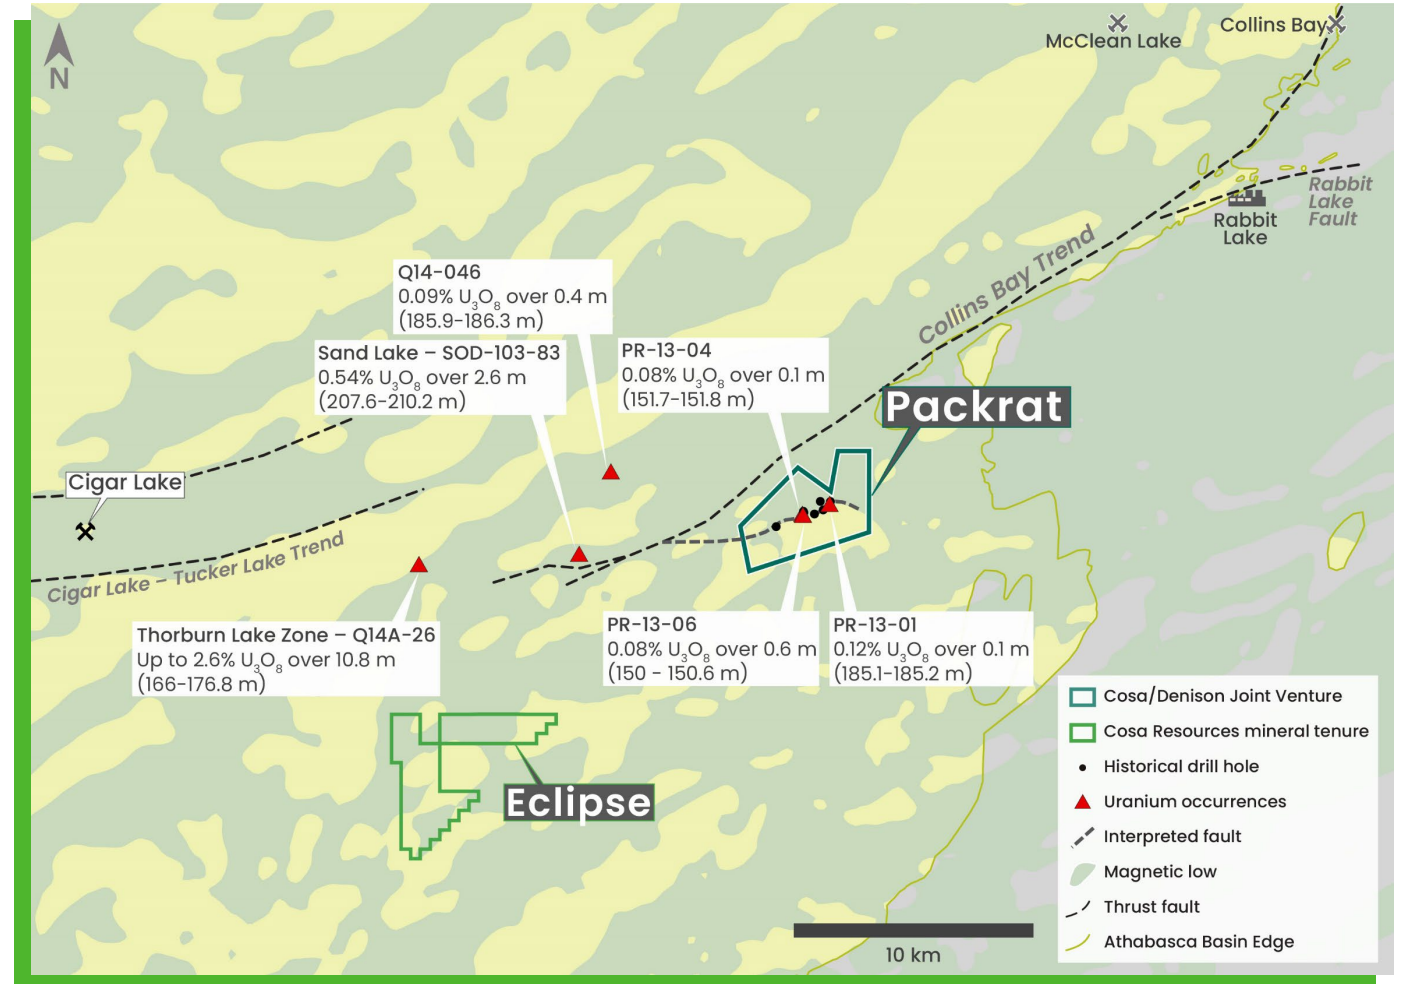 N
McClean Lake
Collins Bay
Rabbit
Lake
Fault
Rabbit
Lake
Collins Bay Trend
Q14-046
0.09% U₃O₈ over 0.4 m
(185.9-186.3 m)
Sand Lake – SOD-103-83
0.54% U₃O₈ over 2.6 m
(207.6-210.2 m)
PR-13-04
0.08% U₃O₈ over 0.1 m
(151.7-151.8 m)
Packrat
Cigar Lake
Cigar Lake – Tucker Lake Trend
Thorburn Lake Zone – Q14A-26
Up to 2.6% U₃O₈ over 10.8 m
(166-176.8 m)
PR-13-06
0.08% U₃O₈ over 0.6 m
(150 - 150.6 m)
PR-13-01
0.12% U₃O₈ over 0.1 m
(185.1-185.2 m)
Eclipse
Cosa/Denison Joint Venture
Cosa Resources mineral tenure
Historical drill hole
Uranium occurrences
Interpreted fault
Magnetic low
Thrust fault
Athabasca Basin Edge
10 km